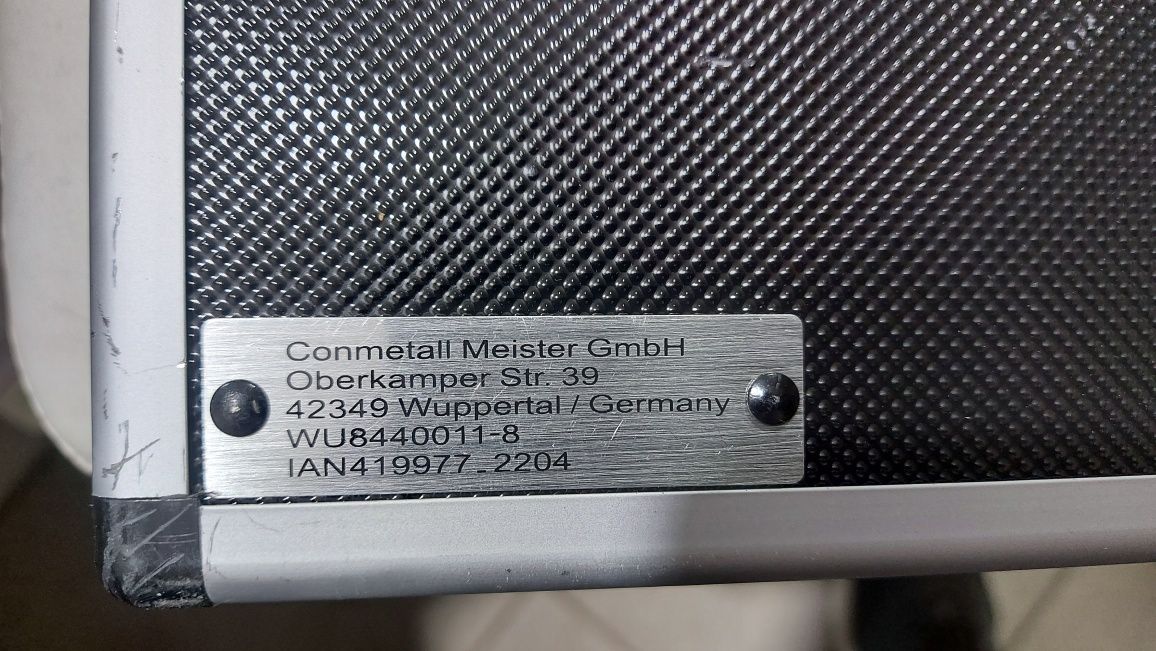 Conmetall Meister GmbH
Oberkamper Str. 39
42349 Wuppertal / Germany
WU8440011-8
IAN419977_2204